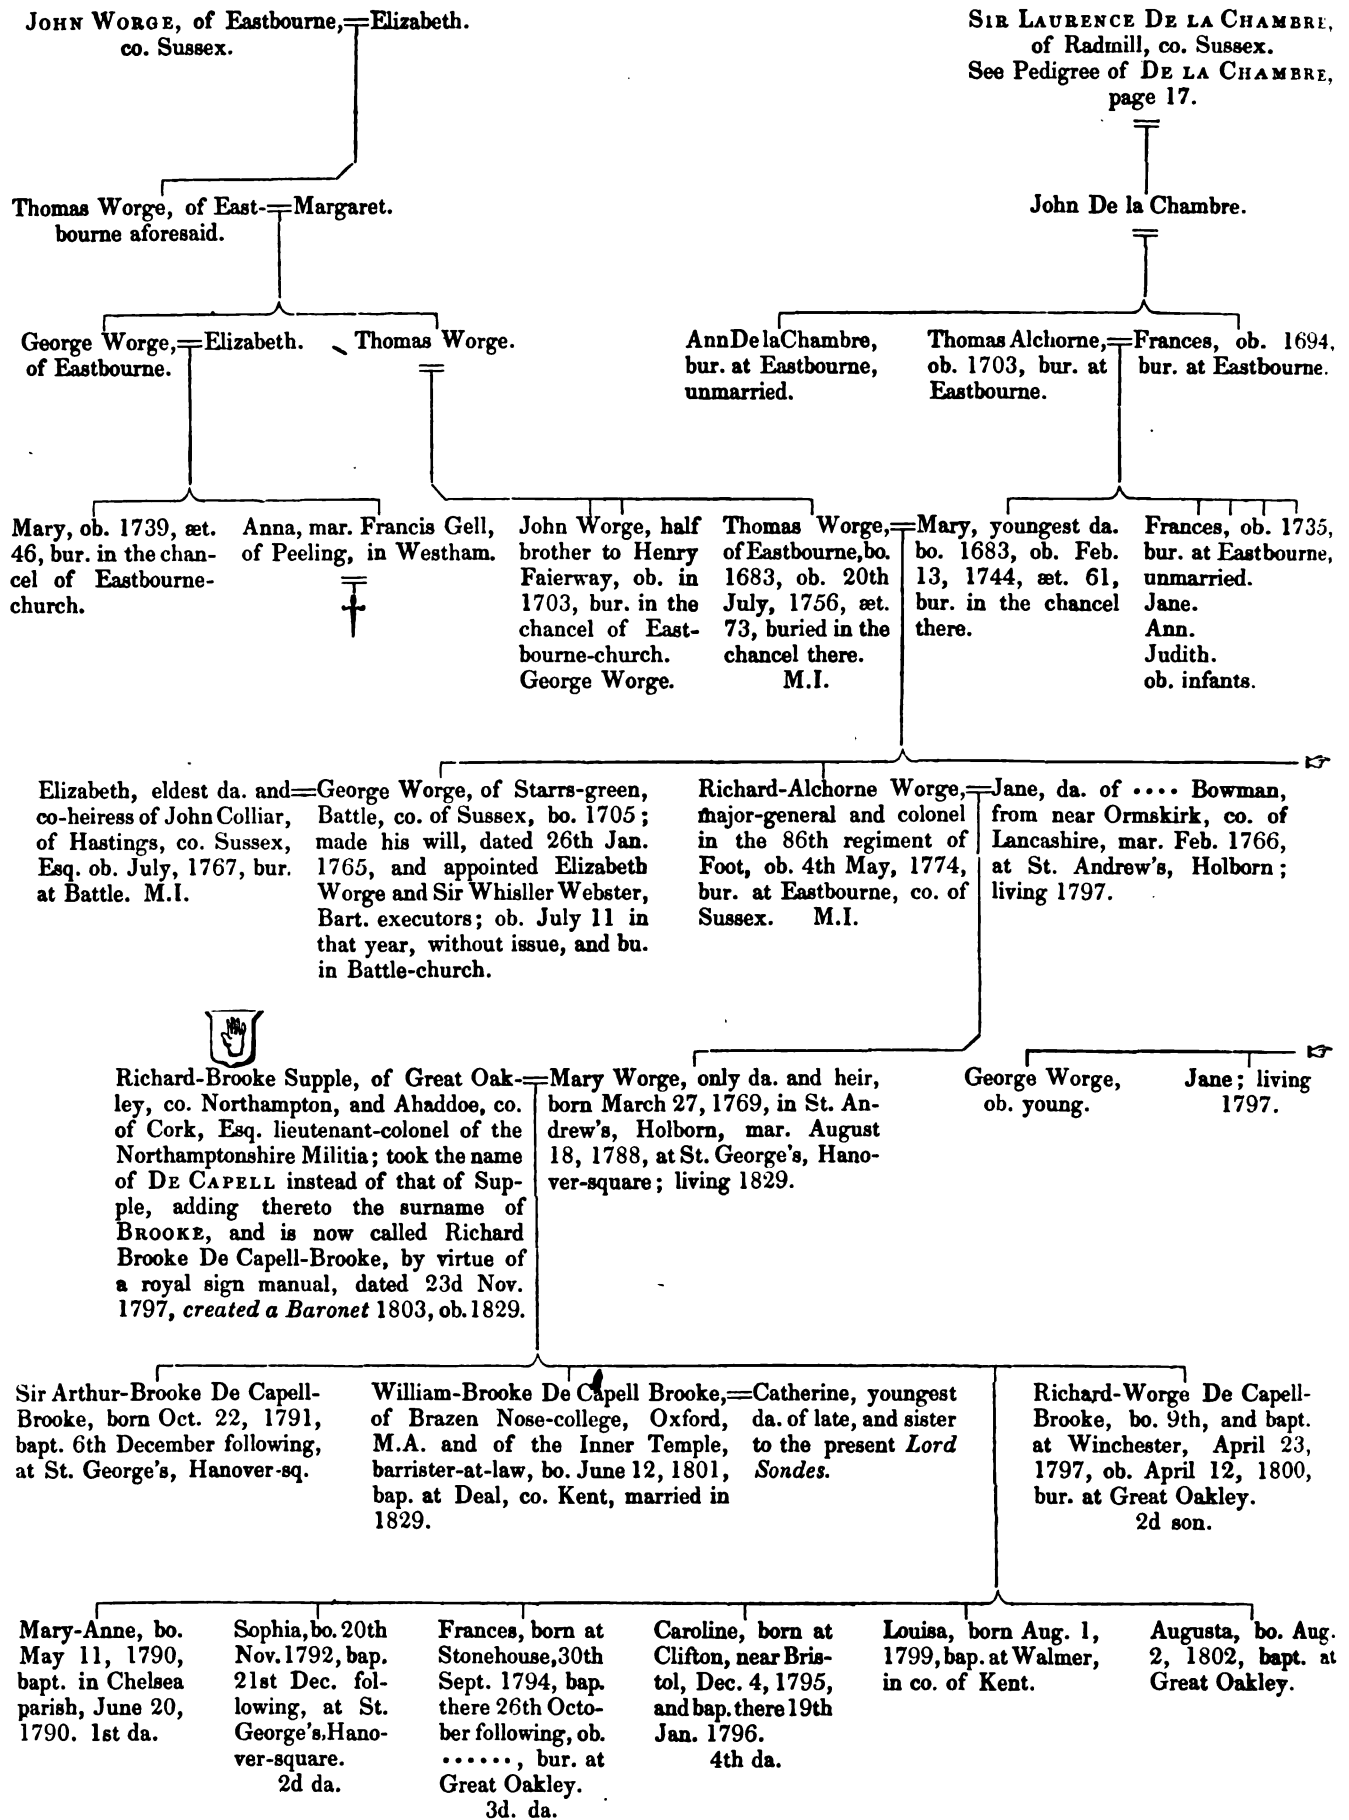 JOHN WORGE, of Eastbourne,=Elizabeth.
co. Sussex.
SIR LAURENCE DE LA CHAMBRE,
of Radmill, co. Sussex.
See Pedigree of DE LA CHAMBRE,
page 17.
Thomas Worge, of East-=Margaret.
bourne aforesaid.
John De la Chambre.
George Worge,=Elizabeth.
of Eastbourne.
Thomas Worge.
Ann De la Chambre,
bur. at Eastbourne,
unmarried.
Thomas Alchorne,=Frances, ob. 1694,
ob. 1703, bur. at
Eastbourne.
bur. at Eastbourne.
Mary, ob. 1739, æt.
46, bur. in the chan-
cel of Eastbourne-
church.
Anna, mar. Francis Gell,
of Peeling, in Westham.
John Worge, half
brother to Henry
Faierway, ob. in
1703, bur. in the
chancel of East-
bourne-church.
George Worge.
Thomas Worge,=
of Eastbourne, bo.
1683, ob. 20th
July, 1756, æt.
73, buried in the
chancel there.
M.I.
Mary, youngest da.
bo. 1683, ob. Feb.
13, 1744, æt. 61,
bur. in the chancel
there.
Frances, ob. 1735,
bur. at Eastbourne,
unmarried.
Jane.
Ann.
Judith.
ob. infants.
Elizabeth, eldest da. and=
co-heiress of John Colliar,
of Hastings, co. Sussex,
Esq. ob. July, 1767, bur.
at Battle. M.I.
George Worge, of Starrs-green,
Battle, co. of Sussex, bo. 1705;
made his will, dated 26th Jan.
1765, and appointed Elizabeth
Worge and Sir Whisller Webster,
Bart. executors; ob. July 11 in
that year, without issue, and bu.
in Battle-church.
Richard-Alchorne Worge,=
major-general and colonel
in the 86th regiment of
Foot, ob. 4th May, 1774,
bur. at Eastbourne, co. of
Sussex. M.I.
Jane, da. of •••• Bowman,
from near Ormskirk, co. of
Lancashire, mar. Feb. 1766,
at St. Andrew's, Holborn;
living 1797.
Richard-Brooke Supple, of Great Oak-=
ley, co. Northampton, and Ahaddoe, co.
of Cork, Esq. lieutenant-colonel of the
Northamptonshire Militia; took the name
of DE CAPELL instead of that of Sup-
ple, adding thereto the surname of
BROOKE, and is now called Richard
Brooke De Capell-Brooke, by virtue of
a royal sign manual, dated 23d Nov.
1797, created a Baronet 1803, ob. 1829.
Mary Worge, only da. and heir,
born March 27, 1769, in St. An-
drew's, Holborn, mar. August
18, 1788, at St. George's, Hano-
ver-square; living 1829.
George Worge,
ob. young.
Jane; living
1797.
Sir Arthur-Brooke De Capell-
Brooke, born Oct. 22, 1791,
bapt. 6th December following,
at St. George's, Hanover-sq.
William-Brooke De Capell Brooke,=
of Brazen Nose-college, Oxford,
M.A. and of the Inner Temple,
barrister-at-law, bo. June 12, 1801,
bap. at Deal, co. Kent, married in
1829.
Catherine, youngest
da. of late, and sister
to the present Lord
Sondes.
Richard-Worge De Capell-
Brooke, bo. 9th, and bapt.
at Winchester, April 23,
1797, ob. April 12, 1800,
bur. at Great Oakley.
2d son.
Mary-Anne, bo.
May 11, 1790,
bapt. in Chelsea
parish, June 20,
1790. 1st da.
Sophia, bo. 20th
Nov. 1792, bap.
21st Dec. fol-
lowing, at St.
George's, Hano-
ver-square.
2d da.
Frances, born at
Stonehouse, 30th
Sept. 1794, bap.
there 26th Octo-
ber following, ob.
••••••, bur. at
Great Oakley.
3d. da.
Caroline, born at
Clifton, near Bris-
tol, Dec. 4, 1795,
and bap. there 19th
Jan. 1796.
4th da.
Louisa, born Aug. 1,
1799, bap. at Walmer,
in co. of Kent.
Augusta, bo. Aug.
2, 1802, bapt. at
Great Oakley.